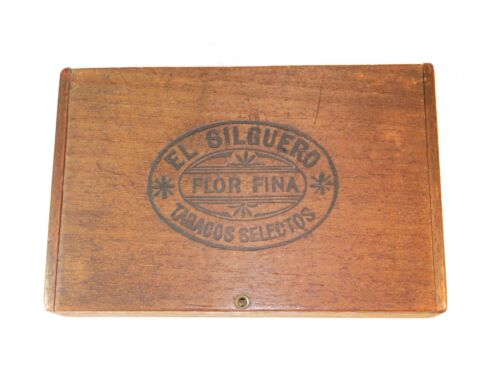 EL SILGUERO
FLOR FINA
TABACOS SELECTOS